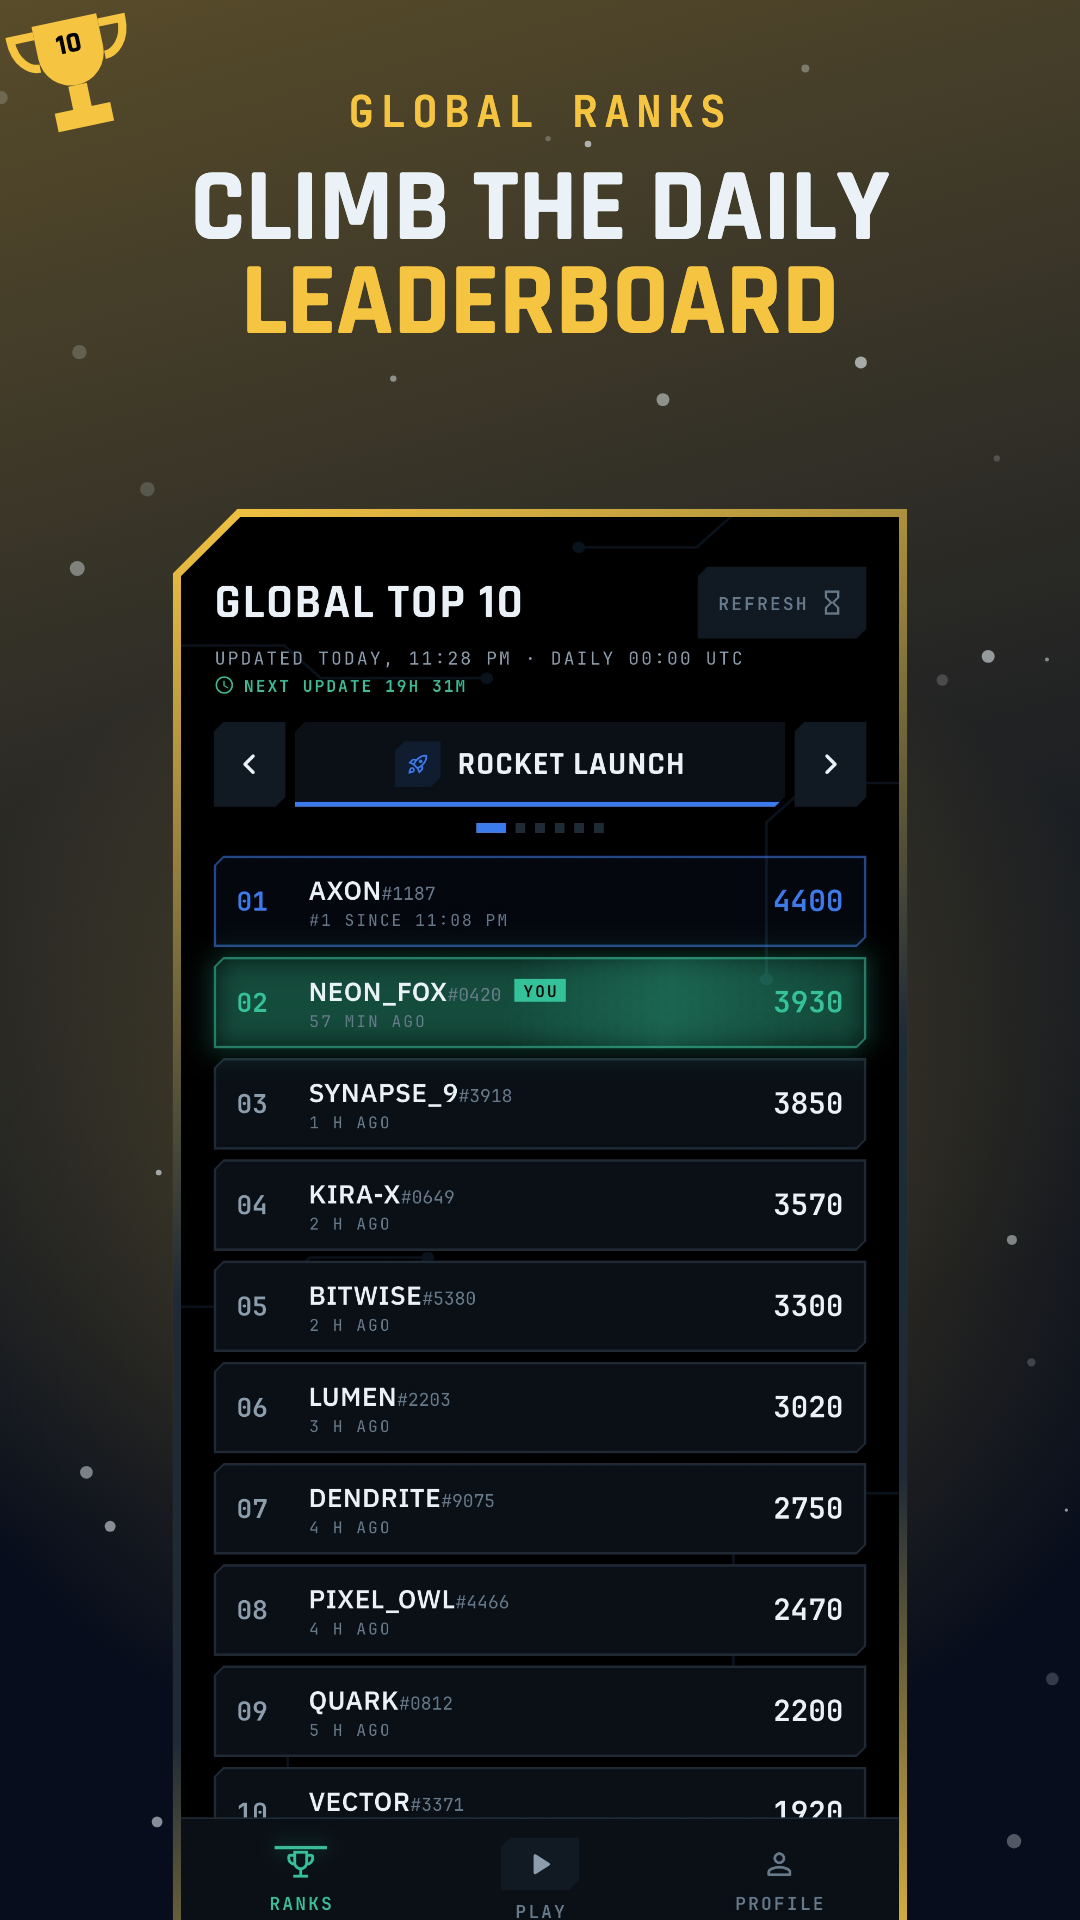 10
GLOBAL RANKS
CLIMB THE DAILY
LEADERBOARD
GLOBAL TOP 10
REFRESH
UPDATED TODAY, 11:28 PM · DAILY 00:00 UTC
NEXT UPDATE 19H 31M
ROCKET LAUNCH
01 AXON#1187 4400
#1 SINCE 11:08 PM
02 NEON_FOX#0420 YOU 3930
57 MIN AGO
03 SYNAPSE_9#3918 3850
1 H AGO
04 KIRA-X#0649 3570
2 H AGO
05 BITWISE#5380 3300
2 H AGO
06 LUMEN#2203 3020
3 H AGO
07 DENDRITE#9075 2750
4 H AGO
08 PIXEL_OWL#4466 2470
4 H AGO
09 QUARK#0812 2200
5 H AGO
10 VECTOR#3371 1920
RANKS
PLAY
PROFILE